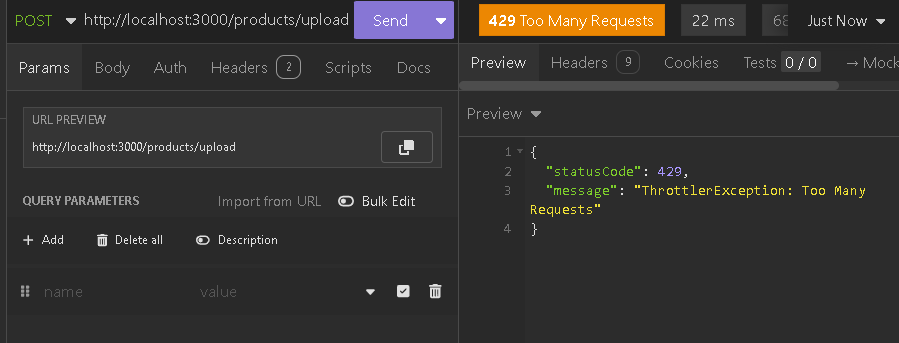 POST http://localhost:3000/products/upload Send
Params Body Auth Headers 2 Scripts Docs
URL PREVIEW
http://localhost:3000/products/upload
QUERY PARAMETERS Import from URL Bulk Edit
+ Add Delete all Description
name value
429 Too Many Requests 22 ms Just Now
Preview Headers 9 Cookies Tests 0 / 0 → Mock
Preview
1 {
2 "statusCode": 429,
3 "message": "ThrottlerException: Too Many
Requests"
4 }